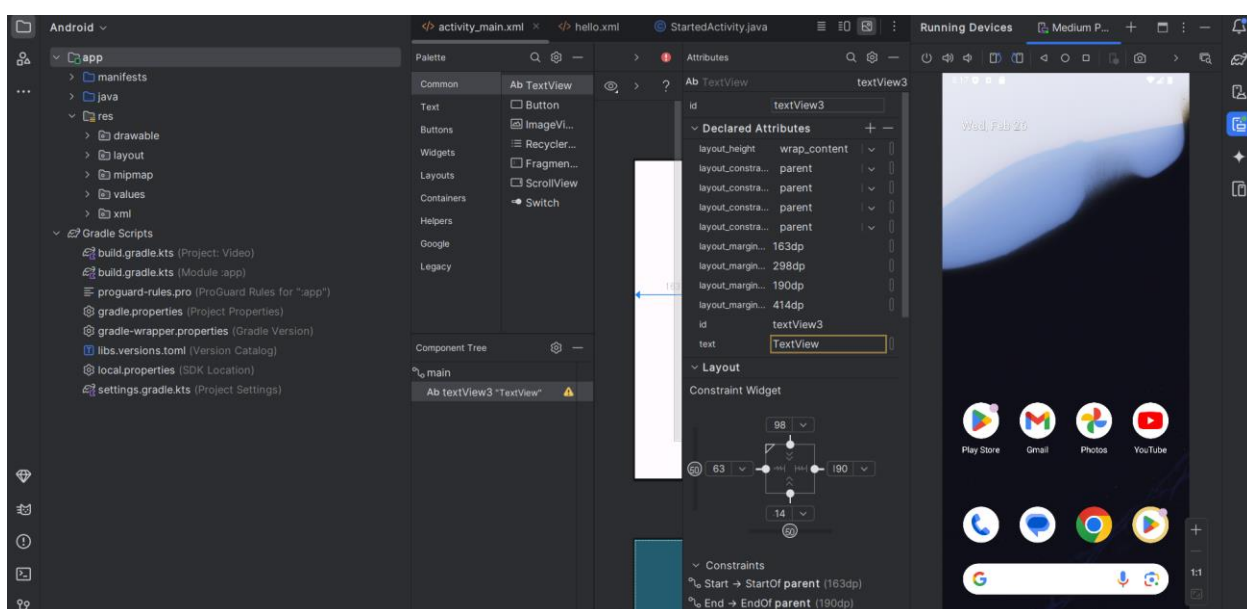 Android
app
manifests
java
res
drawable
layout
mipmap
values
xml
Gradle Scripts
build.gradle.kts (Project: Video)
build.gradle.kts (Module :app)
proguard-rules.pro (ProGuard Rules for ":app")
gradle.properties (Project Properties)
gradle-wrapper.properties (Gradle Version)
libs.versions.toml (Version Catalog)
local.properties (SDK Location)
settings.gradle.kts (Project Settings)
activity_main.xml
hello.xml
StartedActivity.java
Palette
Common
Text
Buttons
Widgets
Layouts
Containers
Helpers
Google
Legacy
Ab TextView
Button
ImageVi...
Recycler...
Fragmen...
ScrollView
Switch
Component Tree
main
Ab textView3 "TextView"
163
Attributes
Ab TextView textView3
id textView3
Declared Attributes
layout_height wrap_content
layout_constra... parent
layout_constra... parent
layout_constra... parent
layout_constra... parent
layout_margin... 163dp
layout_margin... 298dp
layout_margin... 190dp
layout_margin... 414dp
id textView3
text TextView
Layout
Constraint Widget
98
50 63 190
14
50
Constraints
Start → StartOf parent (163dp)
End → EndOf parent (190dp)
Running Devices
Medium P...
Wed, Feb 26
Play Store Gmail Photos YouTube
G
1:1